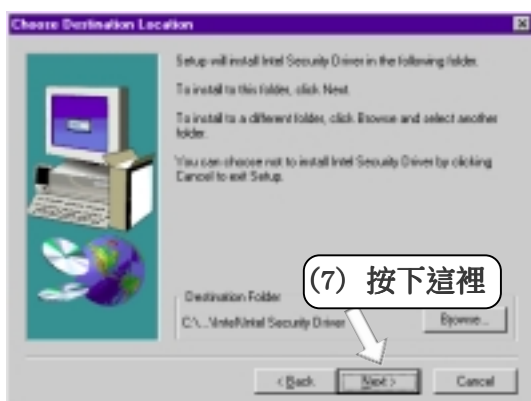 Choose Destination Location
Setup will install Intel Security Driver in the following folder.
To install to this folder, click Next.
To install to a different folder, click Browse and select another
folder.
You can choose not to install Intel Security Driver by clicking
Cancel to exit Setup.
(7) 按下這裡
Destination Folder
C:\...\Intel\Intel Security Driver
Browse...
< Back
Next >
Cancel